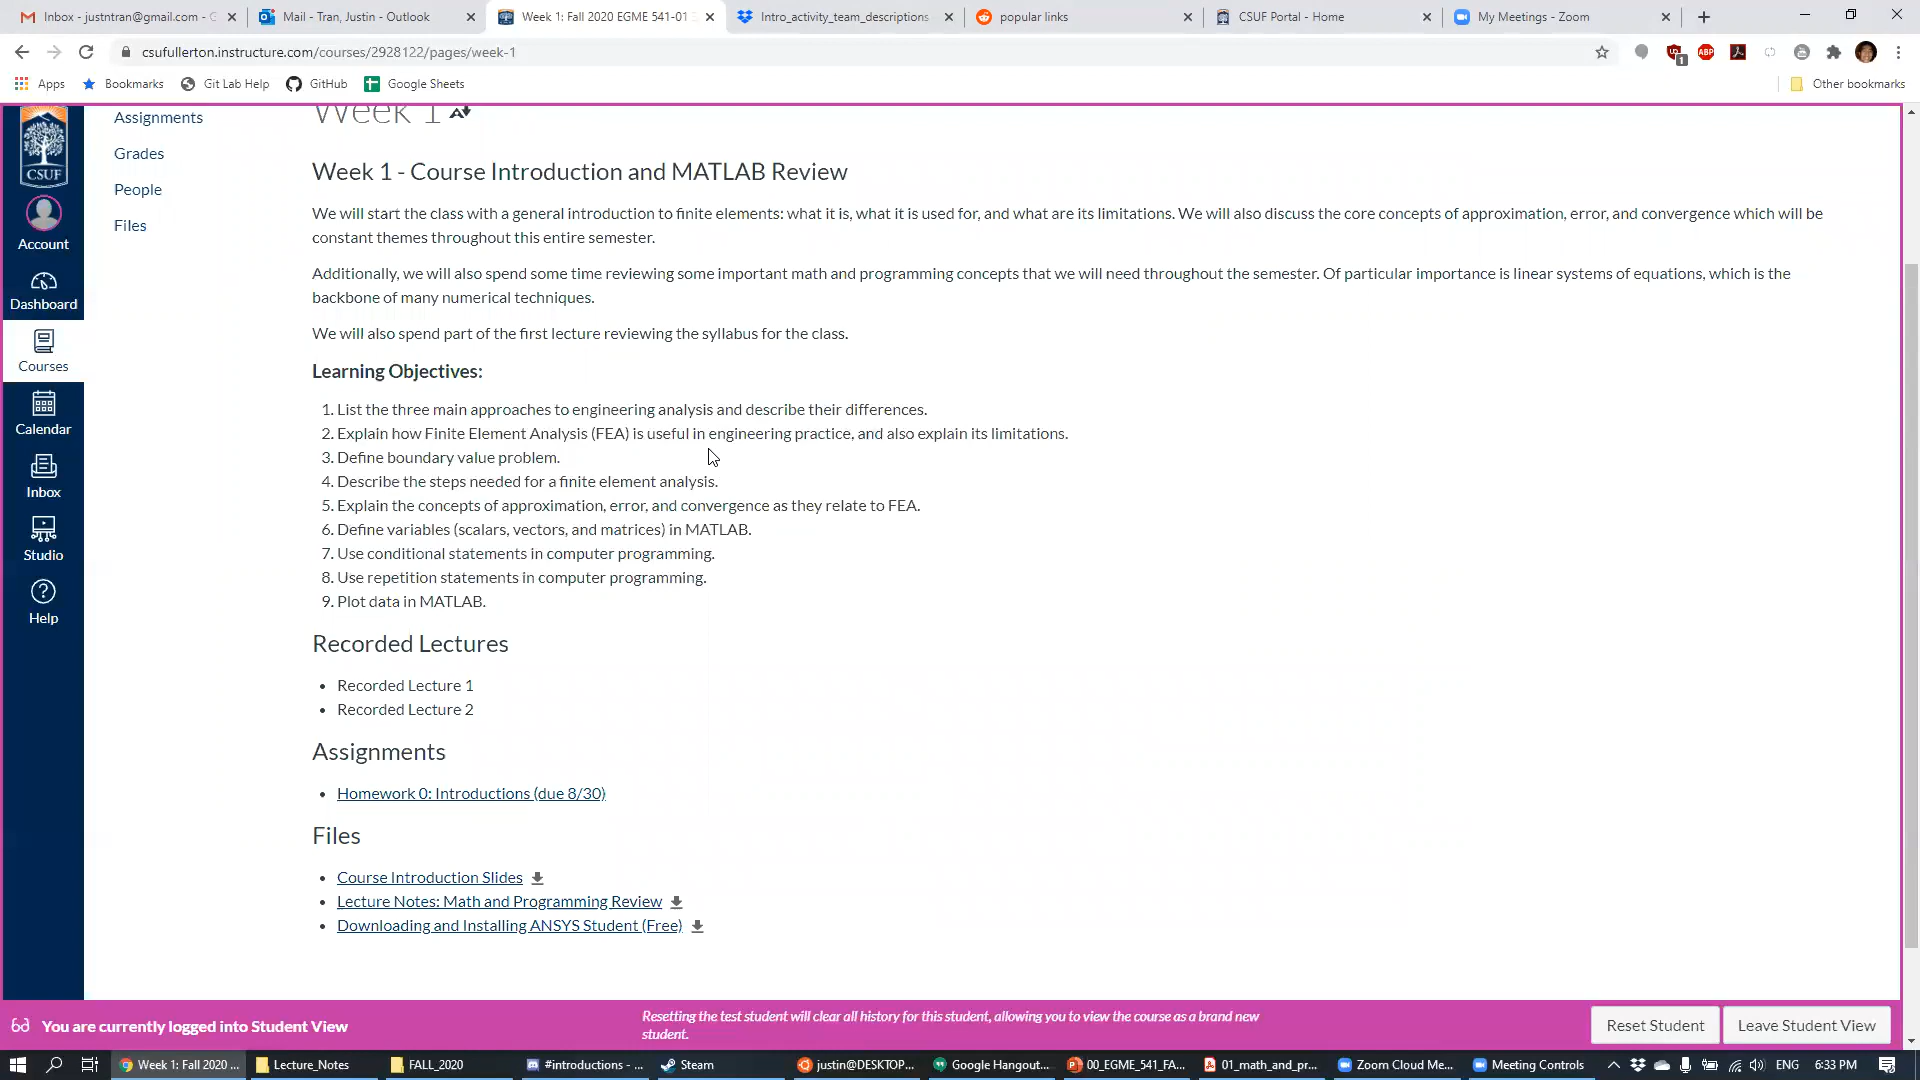 Inbox - justntran@gmail.com - G
Mail - Tran, Justin - Outlook
Week 1: Fall 2020 EGME 541-01
Intro_activity_team_descriptions
popular links
CSUF Portal - Home
My Meetings - Zoom
csufullerton.instructure.com/courses/2928122/pages/week-1
1
ABP
Apps
Bookmarks
Git Lab Help
GitHub
Google Sheets
Other bookmarks
CSUF
Account
Dashboard
Courses
Calendar
Inbox
Studio
Help
Assignments
Grades
People
Files
Week 1
Week 1 - Course Introduction and MATLAB Review
We will start the class with a general introduction to finite elements: what it is, what it is used for, and what are its limitations. We will also discuss the core concepts of approximation, error, and convergence which will be
constant themes throughout this entire semester.
Additionally, we will also spend some time reviewing some important math and programming concepts that we will need throughout the semester. Of particular importance is linear systems of equations, which is the
backbone of many numerical techniques.
We will also spend part of the first lecture reviewing the syllabus for the class.
Learning Objectives:
1. List the three main approaches to engineering analysis and describe their differences.
2. Explain how Finite Element Analysis (FEA) is useful in engineering practice, and also explain its limitations.
3. Define boundary value problem.
4. Describe the steps needed for a finite element analysis.
5. Explain the concepts of approximation, error, and convergence as they relate to FEA.
6. Define variables (scalars, vectors, and matrices) in MATLAB.
7. Use conditional statements in computer programming.
8. Use repetition statements in computer programming.
9. Plot data in MATLAB.
Recorded Lectures
• Recorded Lecture 1
• Recorded Lecture 2
Assignments
• Homework 0: Introductions (due 8/30)
Files
• Course Introduction Slides
• Lecture Notes: Math and Programming Review
• Downloading and Installing ANSYS Student (Free)
You are currently logged into Student View
Resetting the test student will clear all history for this student, allowing you to view the course as a brand new
student.
Reset Student
Leave Student View
Week 1: Fall 2020 ...
Lecture_Notes
FALL_2020
#introductions - ...
Steam
justin@DESKTOP...
Google Hangout...
00_EGME_541_FA...
01_math_and_pr...
Zoom Cloud Me...
Meeting Controls
ENG
6:33 PM